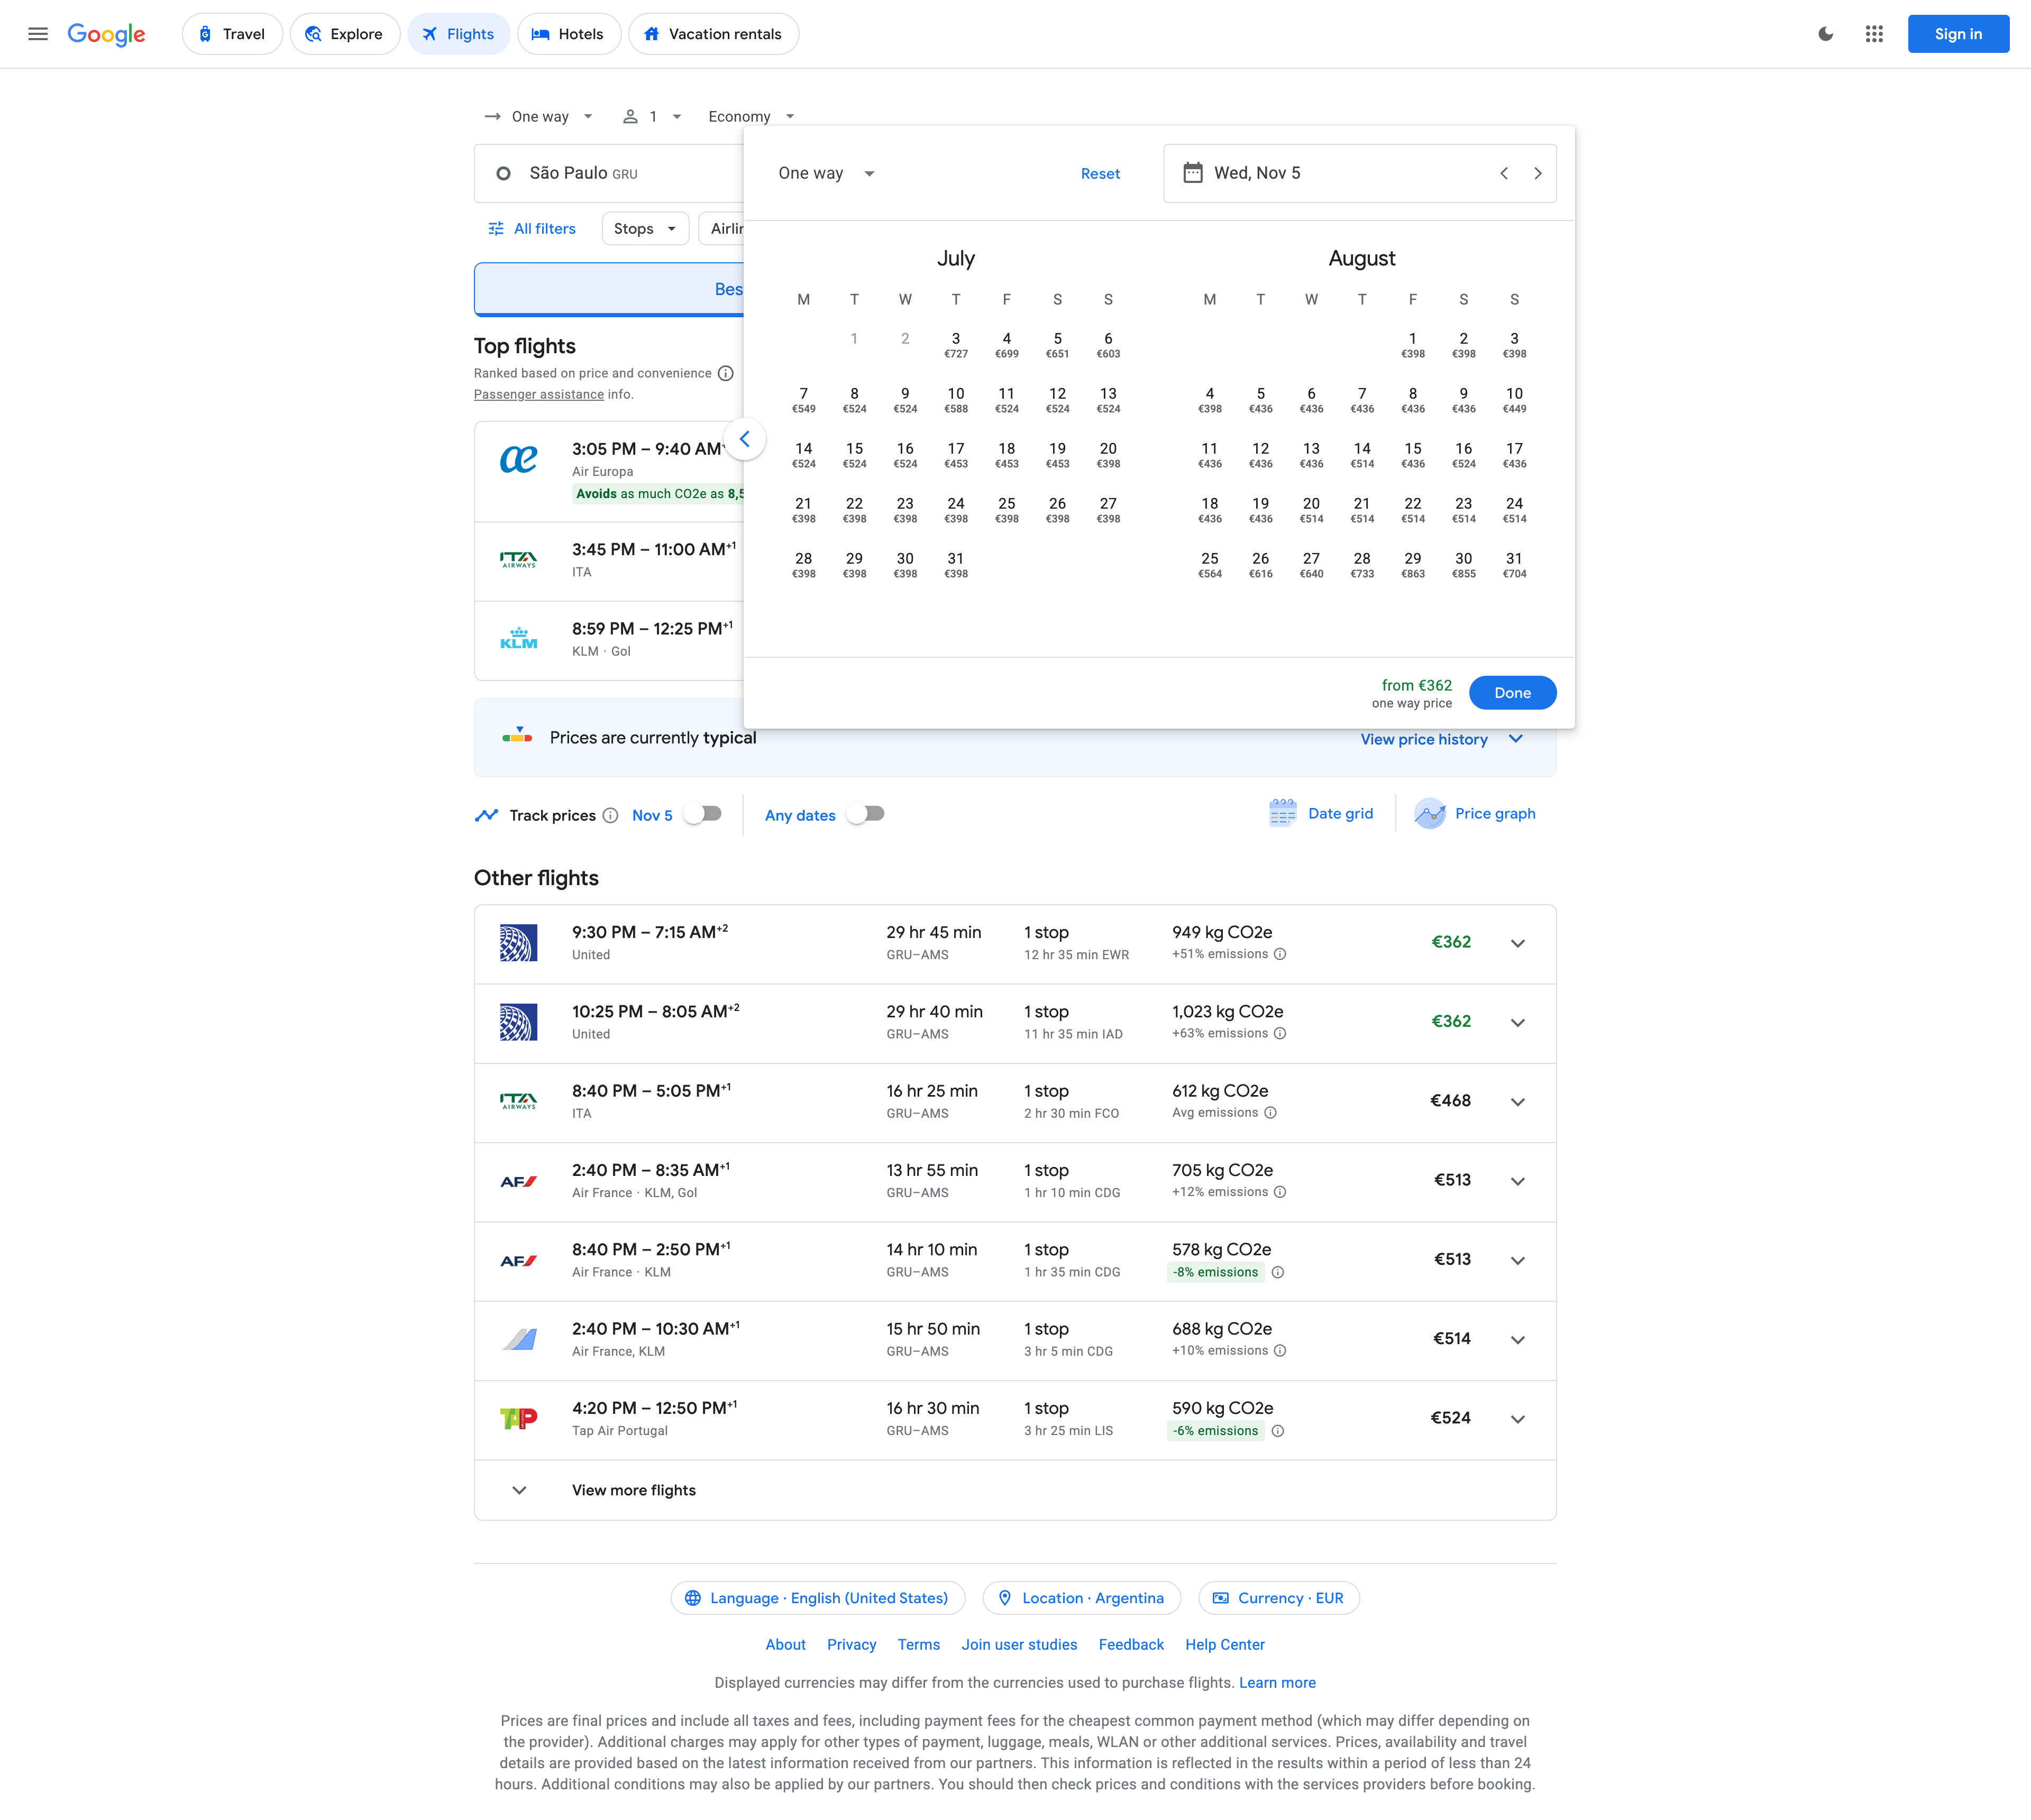 Google
Travel
Explore
Flights
Hotels
Vacation rentals
Sign in
One way
1
Economy
São Paulo GRU
One way
Reset
Wed, Nov 5
All filters
Stops
July
August
M T W T F S S
M T W T F S S
1 2 3 4 5 6
€727 €699 €651 €603
1 2 3
€398 €398 €398
7 8 9 10 11 12 13
€549 €524 €524 €588 €524 €524 €524
4 5 6 7 8 9 10
€398 €436 €436 €436 €436 €436 €449
14 15 16 17 18 19 20
€524 €524 €524 €453 €453 €453 €398
11 12 13 14 15 16 17
€436 €436 €436 €514 €436 €524 €436
21 22 23 24 25 26 27
€398 €398 €398 €398 €398 €398 €398
18 19 20 21 22 23 24
€436 €436 €514 €514 €514 €514 €514
28 29 30 31
€398 €398 €398 €398
25 26 27 28 29 30 31
€564 €616 €640 €733 €863 €855 €704
from €362
one way price
Done
Top flights
Ranked based on price and convenience
Passenger assistance info.
3:05 PM – 9:40 AM
Air Europa
Avoids as much CO2e as
ITA AIRWAYS
3:45 PM – 11:00 AM+1
ITA
KLM
8:59 PM – 12:25 PM+1
KLM · Gol
Prices are currently typical
View price history
Track prices
Nov 5
Any dates
Date grid
Price graph
Other flights
9:30 PM – 7:15 AM+2
United
29 hr 45 min
GRU–AMS
1 stop
12 hr 35 min EWR
949 kg CO2e
+51% emissions
€362
10:25 PM – 8:05 AM+2
United
29 hr 40 min
GRU–AMS
1 stop
11 hr 35 min IAD
1,023 kg CO2e
+63% emissions
€362
ITA AIRWAYS
8:40 PM – 5:05 PM+1
ITA
16 hr 25 min
GRU–AMS
1 stop
2 hr 30 min FCO
612 kg CO2e
Avg emissions
€468
AF
2:40 PM – 8:35 AM+1
Air France · KLM, Gol
13 hr 55 min
GRU–AMS
1 stop
1 hr 10 min CDG
705 kg CO2e
+12% emissions
€513
AF
8:40 PM – 2:50 PM+1
Air France · KLM
14 hr 10 min
GRU–AMS
1 stop
1 hr 35 min CDG
578 kg CO2e
-8% emissions
€513
2:40 PM – 10:30 AM+1
Air France, KLM
15 hr 50 min
GRU–AMS
1 stop
3 hr 5 min CDG
688 kg CO2e
+10% emissions
€514
TAP
4:20 PM – 12:50 PM+1
Tap Air Portugal
16 hr 30 min
GRU–AMS
1 stop
3 hr 25 min LIS
590 kg CO2e
-6% emissions
€524
View more flights
Language · English (United States)
Location · Argentina
Currency · EUR
About Privacy Terms Join user studies Feedback Help Center
Displayed currencies may differ from the currencies used to purchase flights. Learn more
Prices are final prices and include all taxes and fees, including payment fees for the cheapest common payment method (which may differ depending on
the provider). Additional charges may apply for other types of payment, luggage, meals, WLAN or other additional services. Prices, availability and travel
details are provided based on the latest information received from our partners. This information is reflected in the results within a period of less than 24
hours. Additional conditions may also be applied by our partners. You should then check prices and conditions with the services providers before booking.